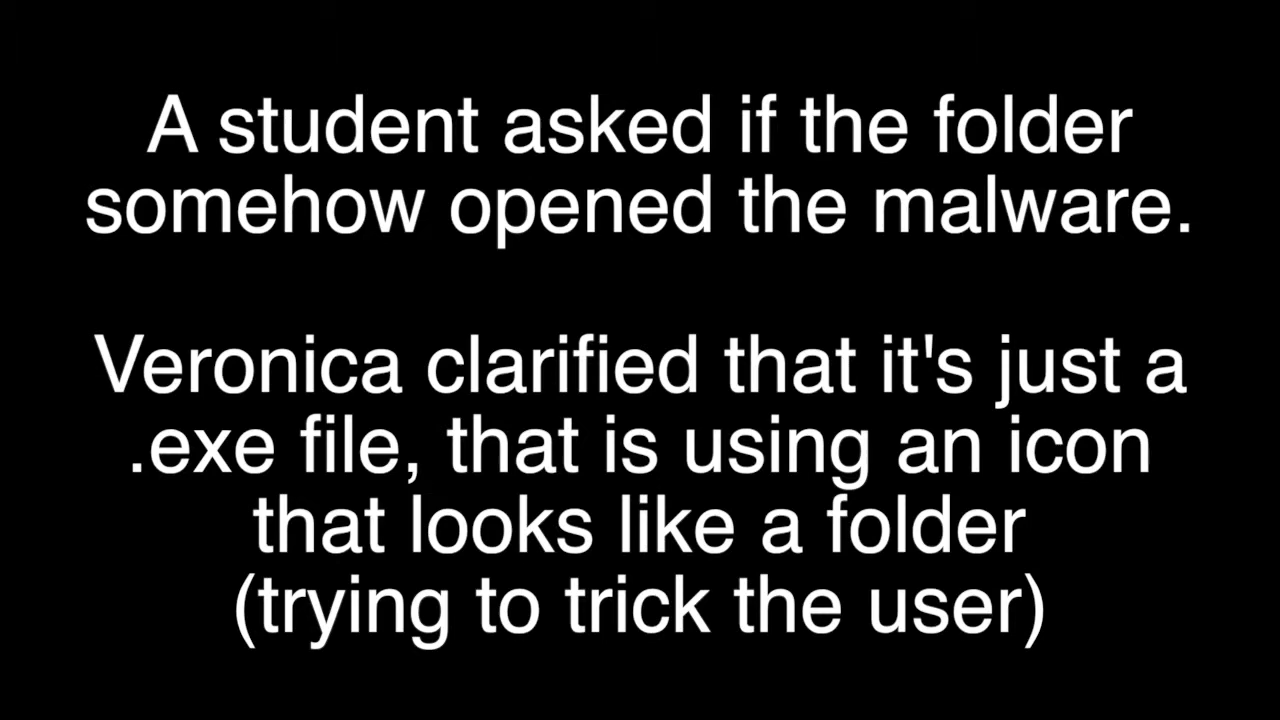 A student asked if the folder
somehow opened the malware.
Veronica clarified that it's just a
.exe file, that is using an icon
that looks like a folder
(trying to trick the user)